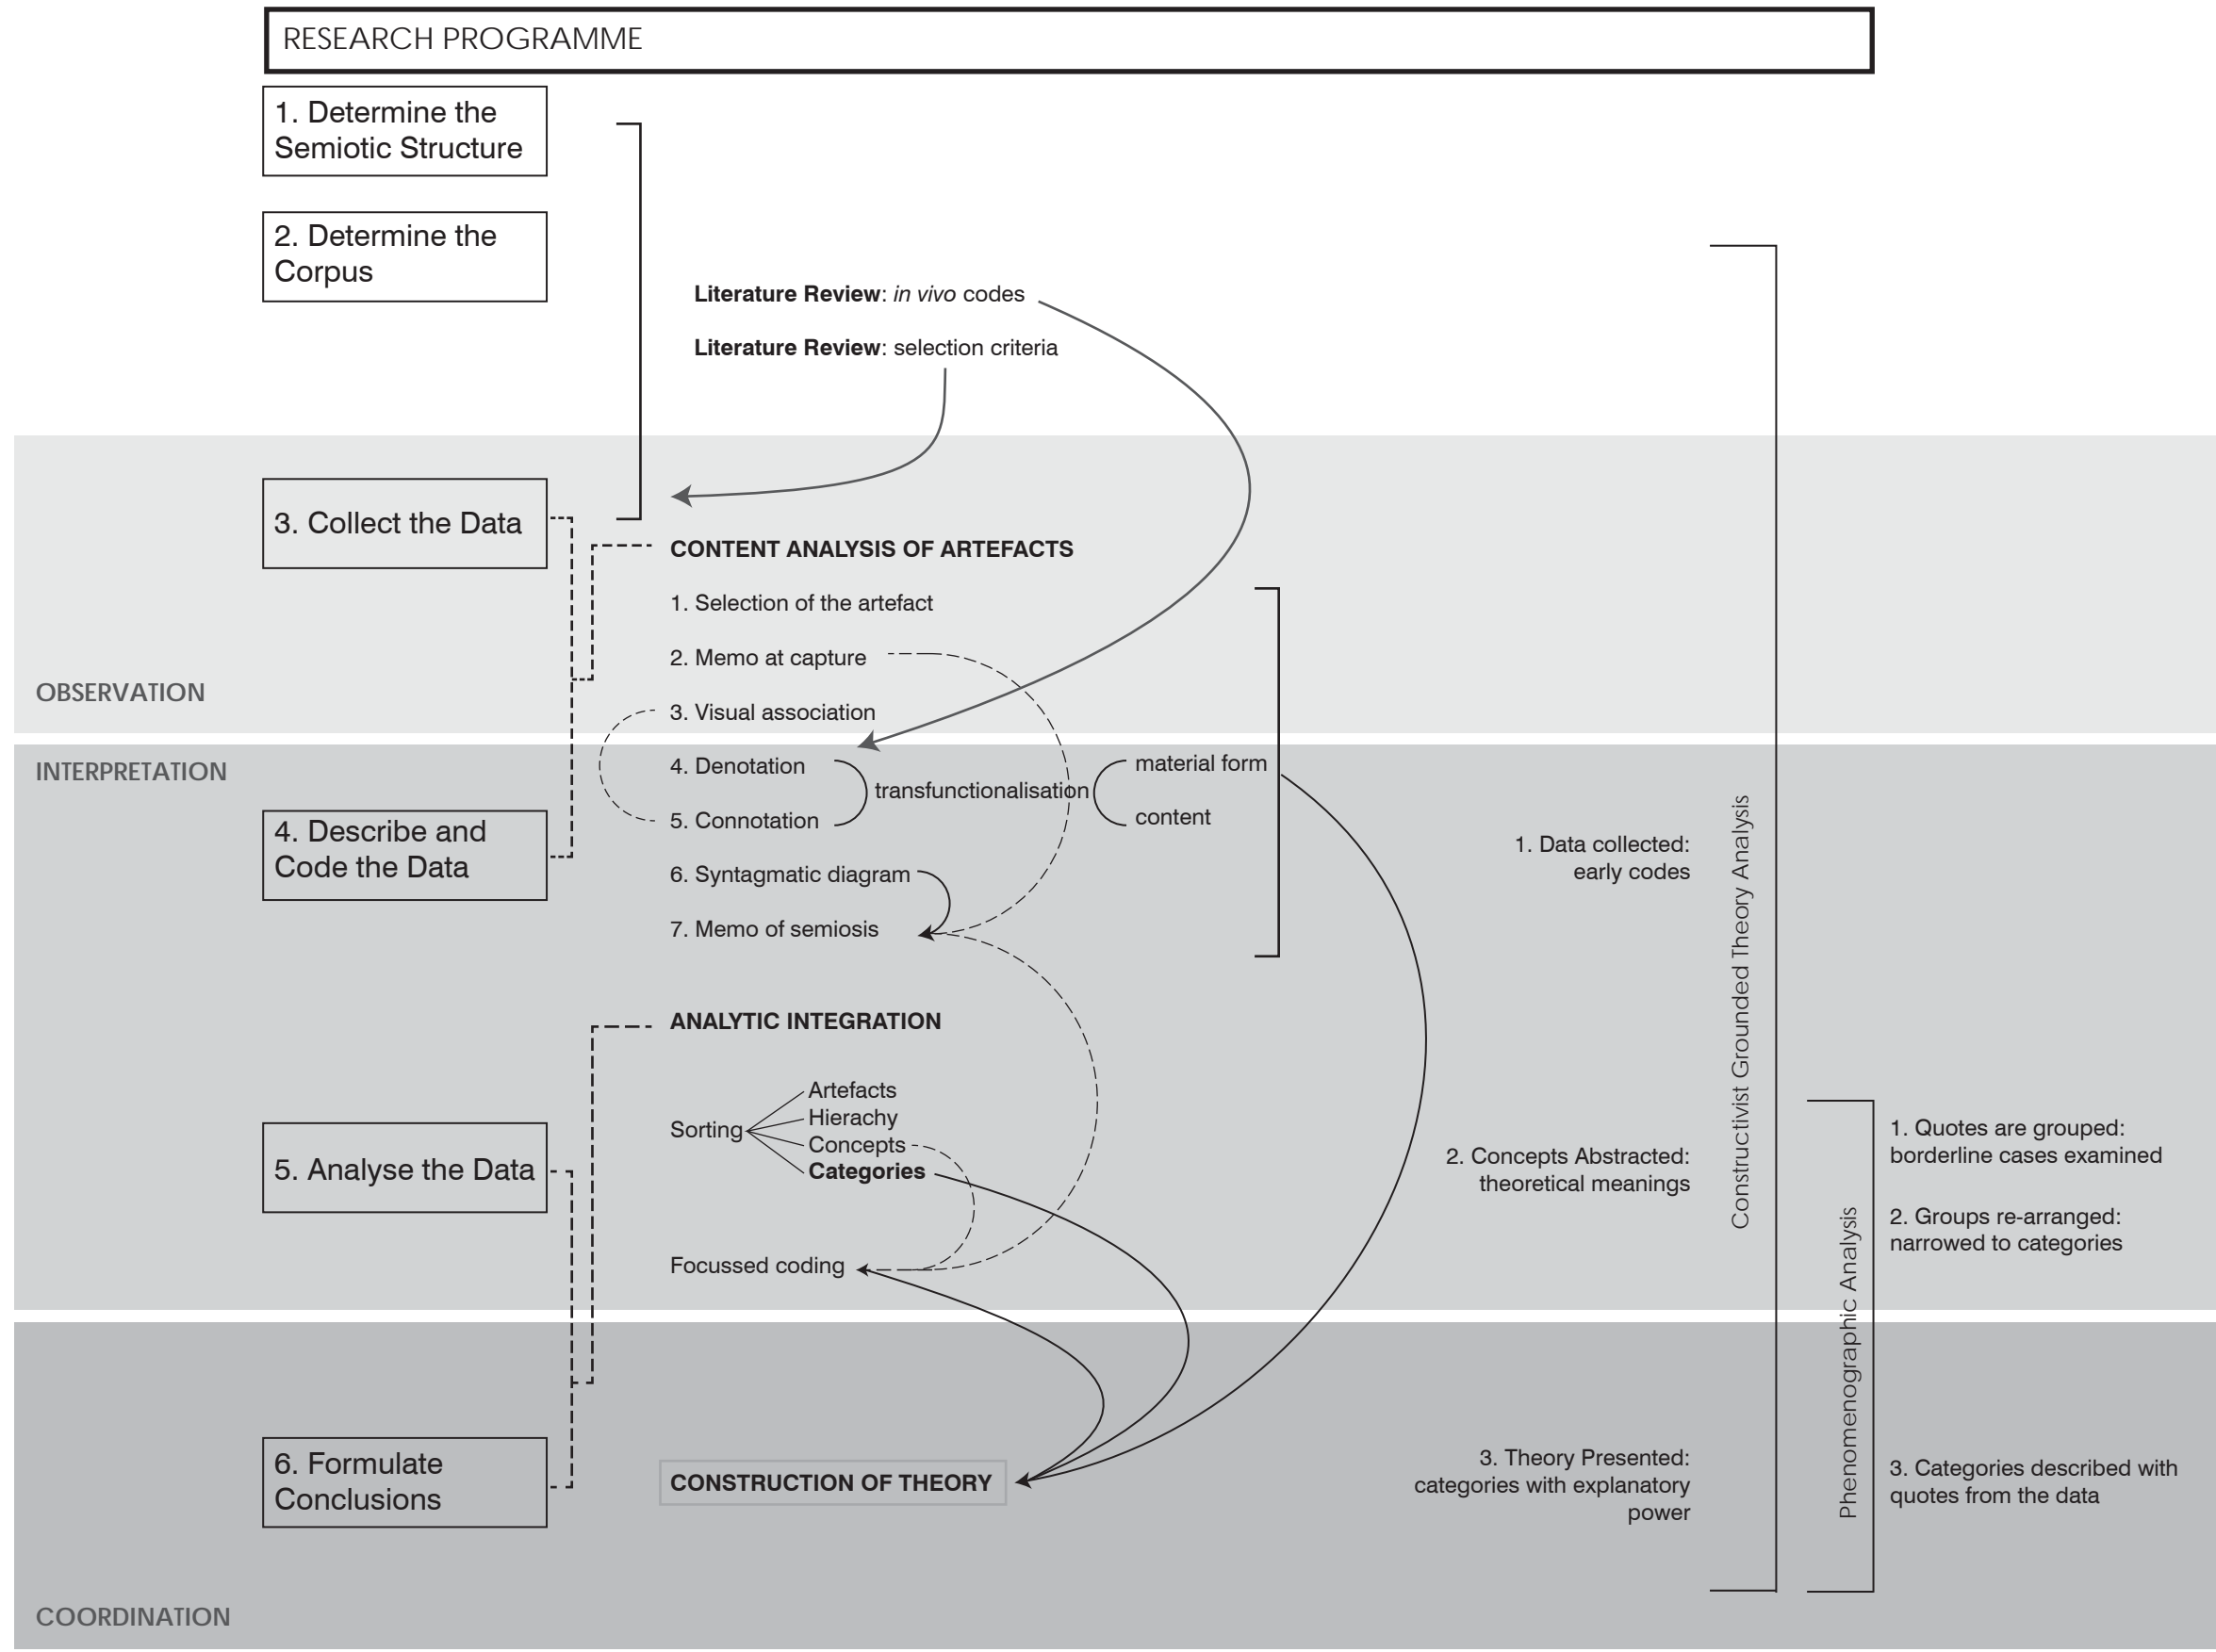 RESEARCH PROGRAMME
1. Determine the
Semiotic Structure
2. Determine the
Corpus
Literature Review: in vivo codes
Literature Review: selection criteria
3. Collect the Data
CONTENT ANALYSIS OF ARTEFACTS
1. Selection of the artefact
2. Memo at capture
OBSERVATION
3. Visual association
INTERPRETATION
4. Denotation
transfunctionalisation
material form
5. Connotation
content
4. Describe and
Code the Data
6. Syntagmatic diagram
7. Memo of semiosis
1. Data collected:
early codes
Constructivist Grounded Theory Analysis
ANALYTIC INTEGRATION
Sorting
Artefacts
Hierachy
Concepts
Categories
5. Analyse the Data
Focussed coding
2. Concepts Abstracted:
theoretical meanings
Phenomenographic Analysis
1. Quotes are grouped:
borderline cases examined
2. Groups re-arranged:
narrowed to categories
6. Formulate
Conclusions
CONSTRUCTION OF THEORY
3. Theory Presented:
categories with explanatory
power
3. Categories described with
quotes from the data
COORDINATION